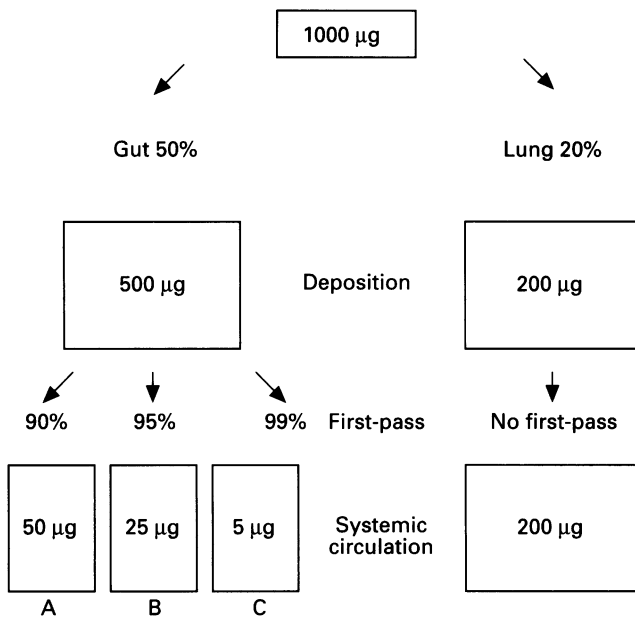 1000 μg
Gut 50%
Lung 20%
500 μg
Deposition
200 μg
90%
95%
99%
First-pass
No first-pass
50 μg
25 μg
5 μg
Systemic
circulation
200 μg
A
B
C